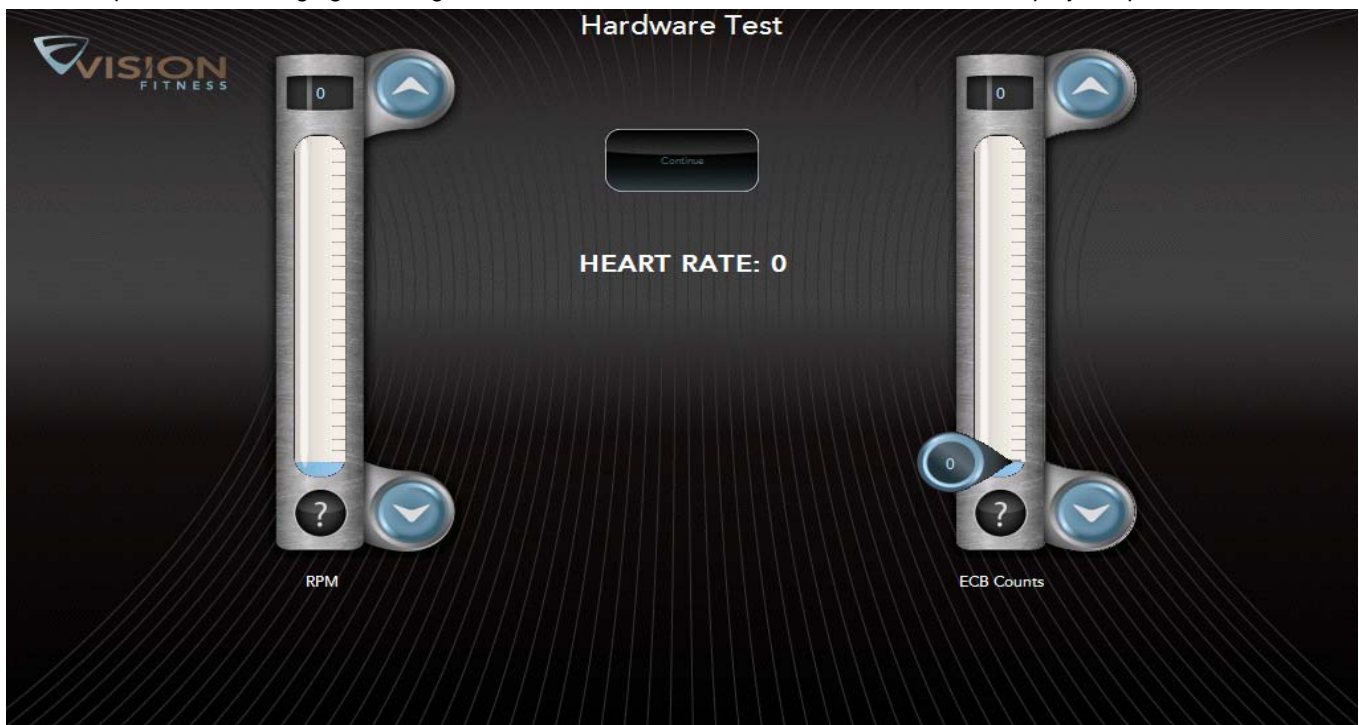 Hardware Test
VISION
FITNESS
0
0
Continue
HEART RATE: 0
0
?
?
RPM
ECB Counts